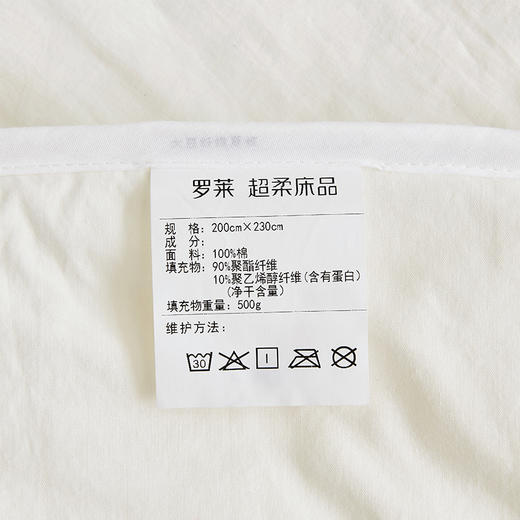 罗莱 超柔床品
规 格：200cm×230cm
成 分：
面 料：100%棉
填充物：90%聚酯纤维
10%聚乙烯醇纤维（含有蛋白）
（净干含量）
填充物重量：500g
维护方法：
30